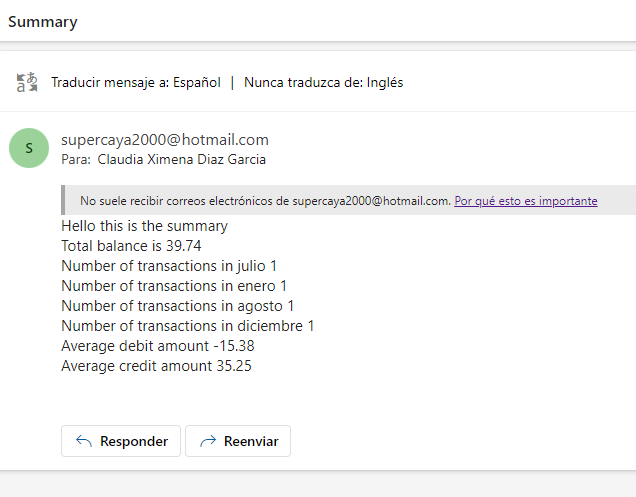 Summary
Traducir mensaje a: Español | Nunca traduzca de: Inglés
S
supercaya2000@hotmail.com
Para: Claudia Ximena Diaz Garcia
No suele recibir correos electrónicos de supercaya2000@hotmail.com. Por qué esto es importante
Hello this is the summary
Total balance is 39.74
Number of transactions in julio 1
Number of transactions in enero 1
Number of transactions in agosto 1
Number of transactions in diciembre 1
Average debit amount -15.38
Average credit amount 35.25
Responder Reenviar